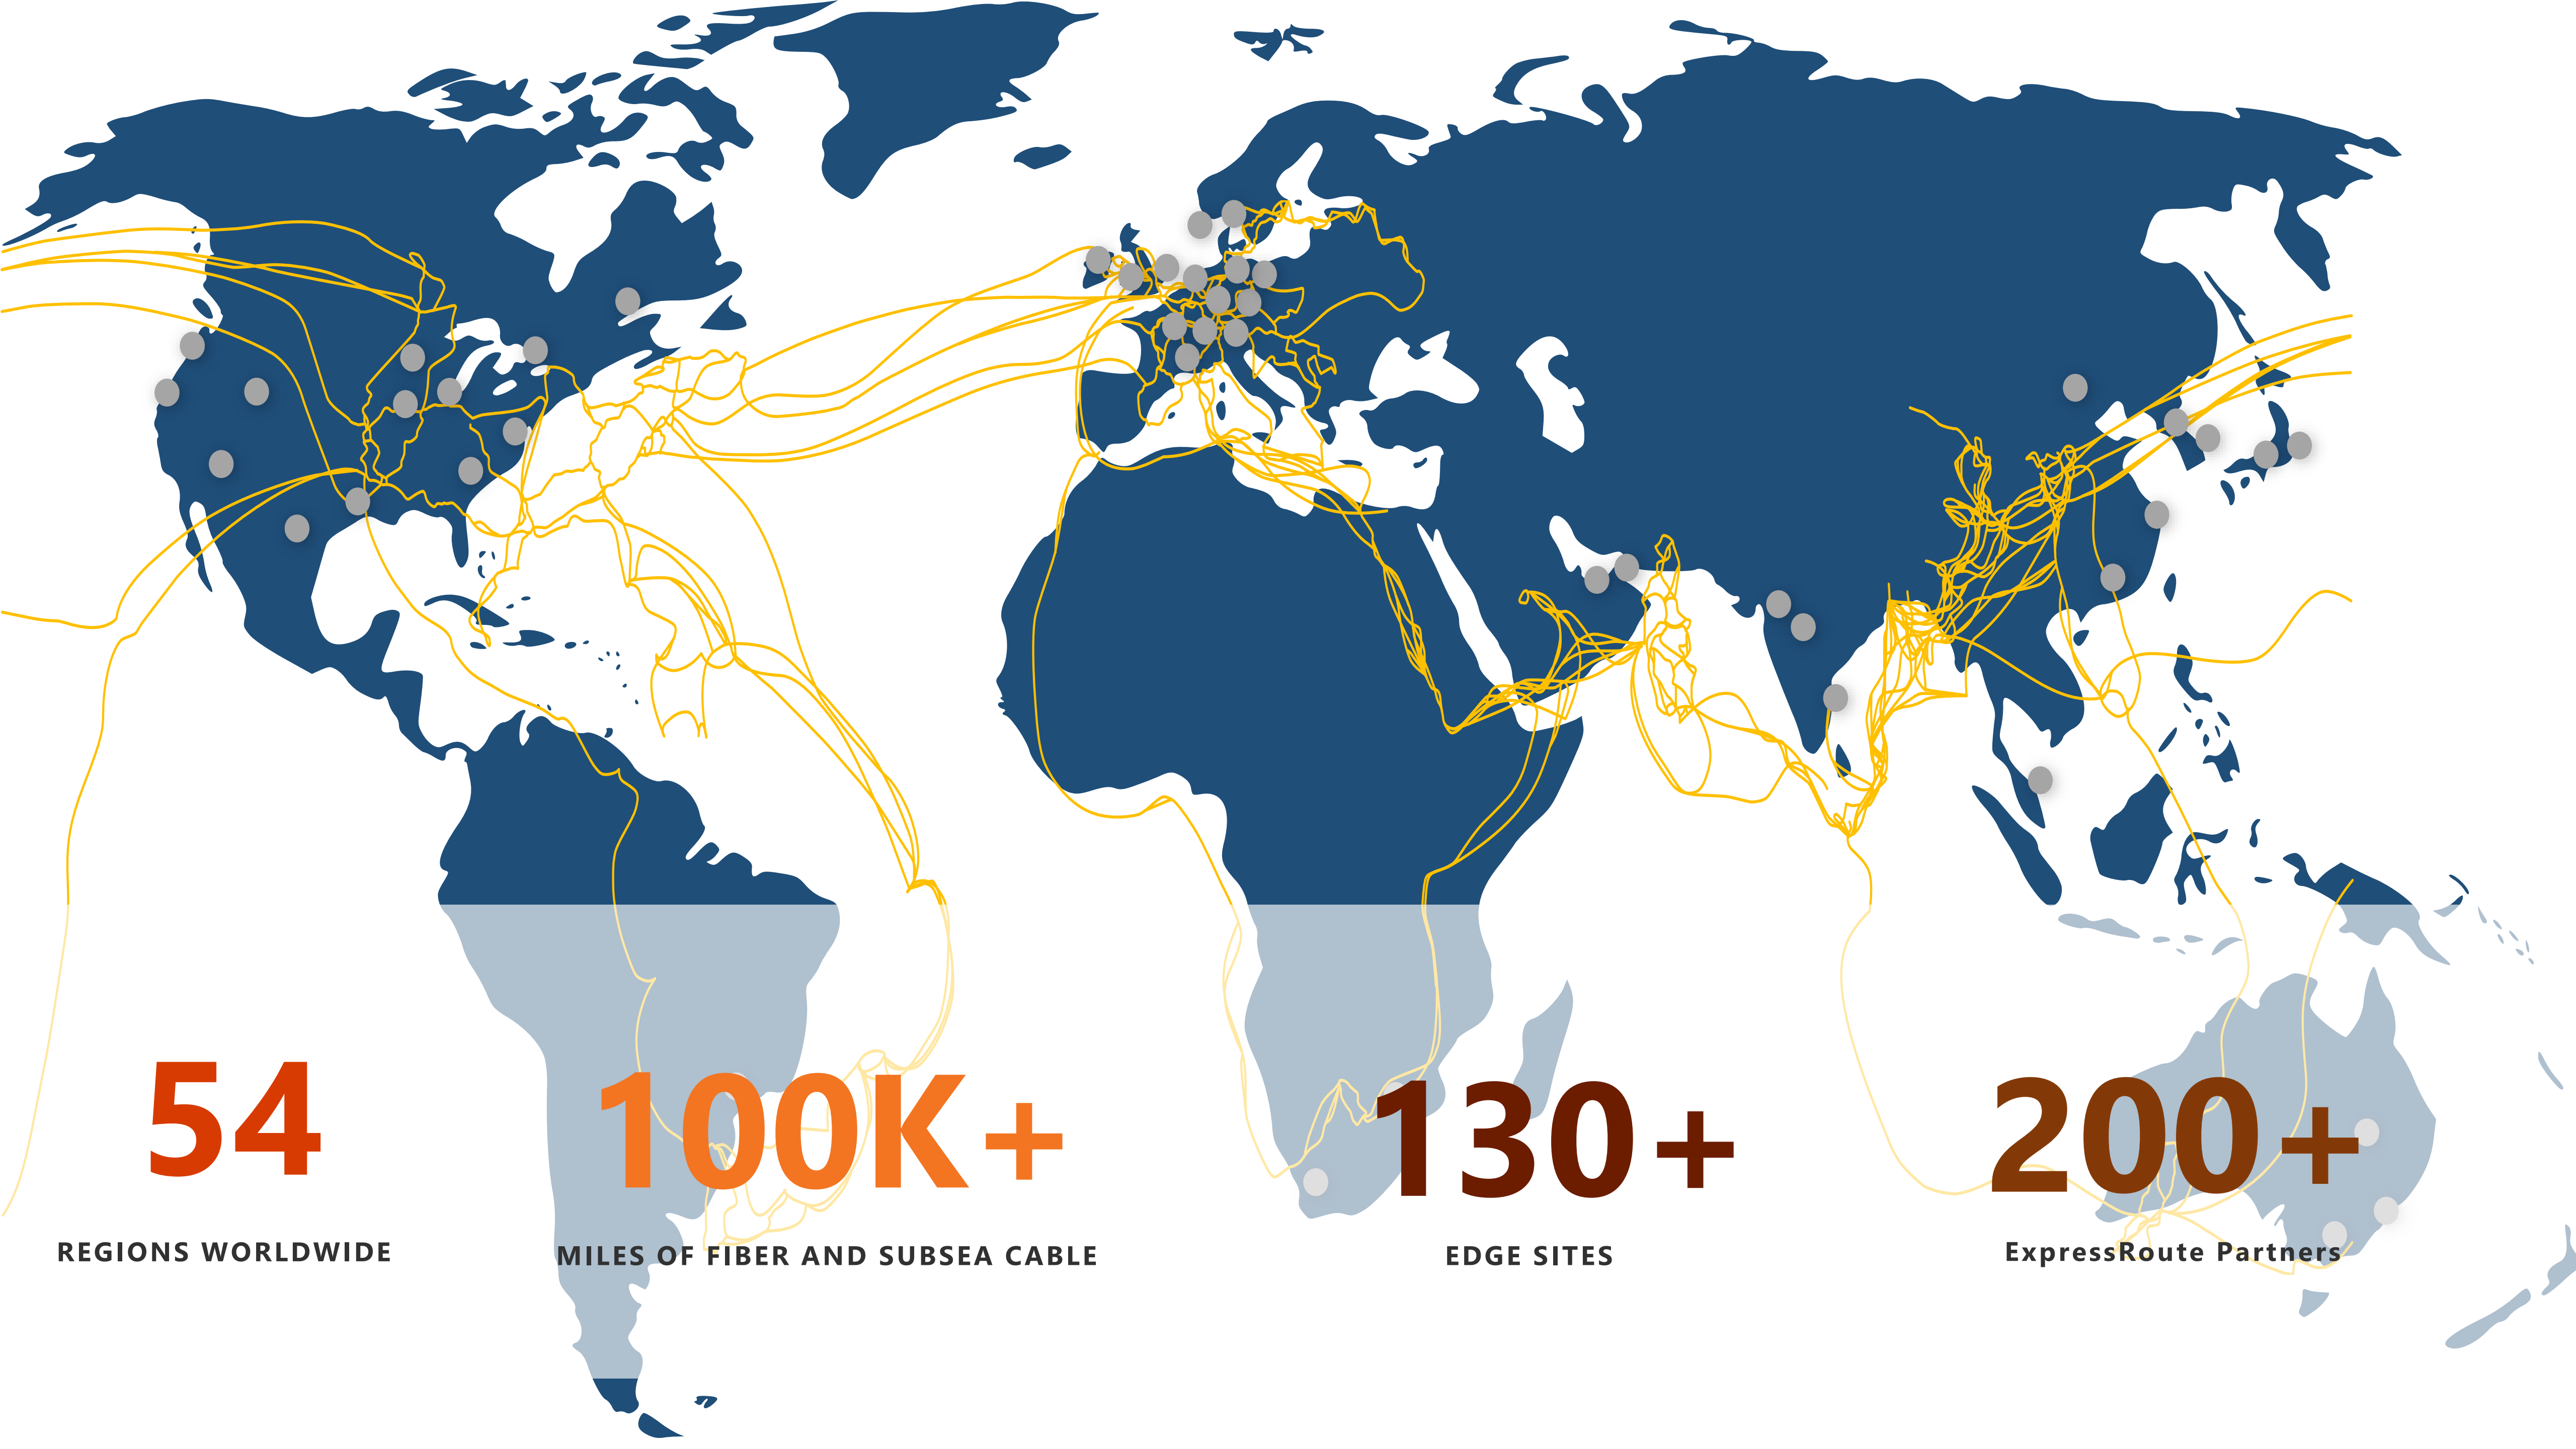 54
REGIONS WORLDWIDE
100K+
MILES OF FIBER AND SUBSEA CABLE
130+
EDGE SITES
200+
ExpressRoute Partners